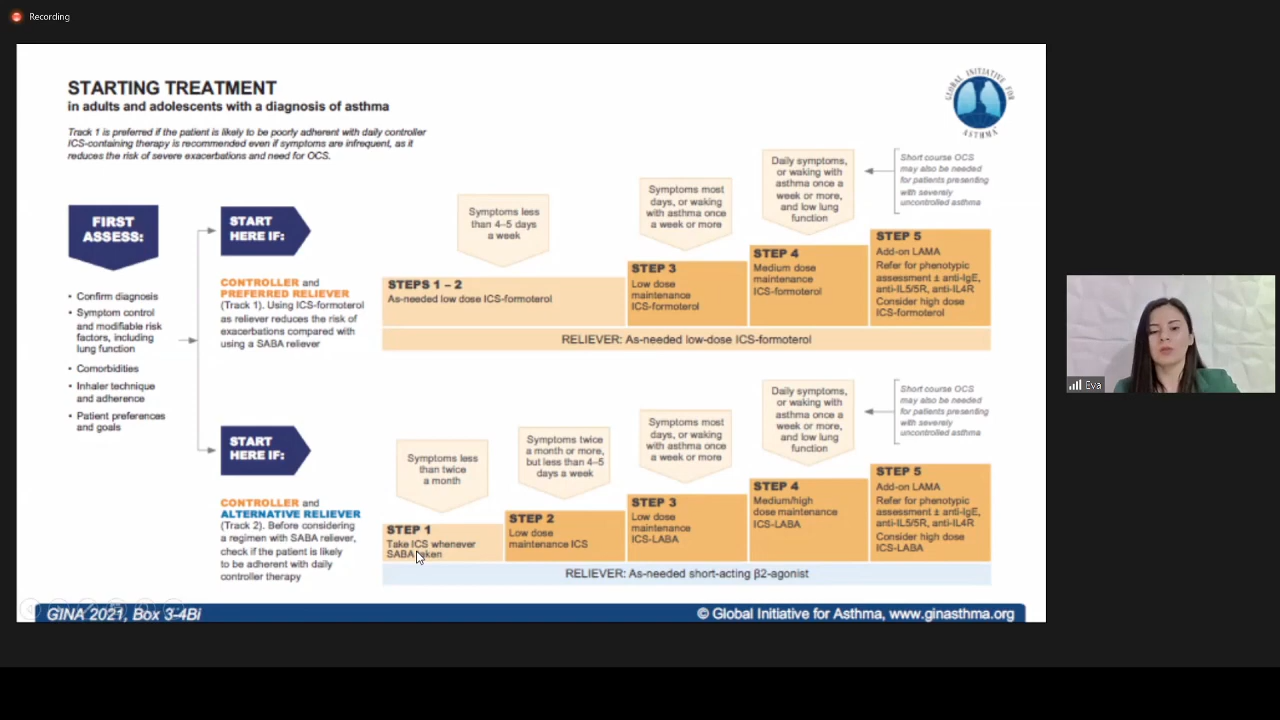 Recording
STARTING TREATMENT
in adults and adolescents with a diagnosis of asthma
Track 1 is preferred if the patient is likely to be poorly adherent with daily controller
ICS-containing therapy is recommended even if symptoms are infrequent, as it
reduces the risk of severe exacerbations and need for OCS.
GLOBAL INITIATIVE FOR
ASTHMA
FIRST
ASSESS:
• Confirm diagnosis
• Symptom control
and modifiable risk
factors, including
lung function
• Comorbidities
• Inhaler technique
and adherence
• Patient preferences
and goals
START
HERE IF:
CONTROLLER and
PREFERRED RELIEVER
(Track 1). Using ICS-formoterol
as reliever reduces the risk of
exacerbations compared with
using a SABA reliever
Symptoms less
than 4–5 days
a week
Symptoms most
days, or waking
with asthma once
a week or more
Daily symptoms,
or waking with
asthma once a
week or more,
and low lung
function
Short course OCS
may also be needed
for patients presenting
with severely
uncontrolled asthma
STEPS 1 – 2
As-needed low dose ICS-formoterol
STEP 3
Low dose
maintenance
ICS-formoterol
STEP 4
Medium dose
maintenance
ICS-formoterol
STEP 5
Add-on LAMA
Refer for phenotypic
assessment ± anti-IgE,
anti-IL5/5R, anti-IL4R
Consider high dose
ICS-formoterol
RELIEVER: As-needed low-dose ICS-formoterol
START
HERE IF:
CONTROLLER and
ALTERNATIVE RELIEVER
(Track 2). Before considering
a regimen with SABA reliever,
check if the patient is likely
to be adherent with daily
controller therapy
Symptoms less
than twice
a month
Symptoms twice
a month or more,
but less than 4–5
days a week
Symptoms most
days, or waking
with asthma once
a week or more
Daily symptoms,
or waking with
asthma once a
week or more,
and low lung
function
Short course OCS
may also be needed
for patients presenting
with severely
uncontrolled asthma
STEP 1
Take ICS whenever
SABA taken
STEP 2
Low dose
maintenance ICS
STEP 3
Low dose
maintenance
ICS-LABA
STEP 4
Medium/high
dose maintenance
ICS-LABA
STEP 5
Add-on LAMA
Refer for phenotypic
assessment ± anti-IgE,
anti-IL5/5R, anti-IL4R
Consider high dose
ICS-LABA
RELIEVER: As-needed short-acting β2-agonist
GINA 2021, Box 3-4Bi
© Global Initiative for Asthma, www.ginasthma.org
Eva